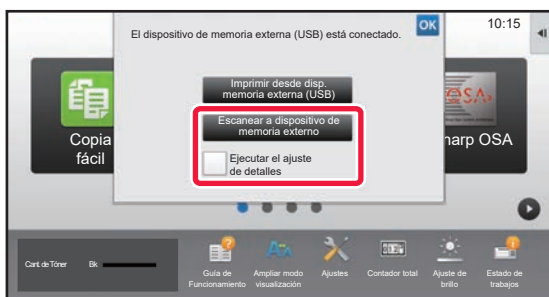 10:15
El dispositivo de memoria externa (USB) está conectado.
OK
Imprimir desde disp.
memoria externa (USB)
Escanear a dispositivo de
memoria externo
Ejecutar el ajuste
de detalles
Copia
fácil
harp OSA
Cant. de Tóner Bk
Guía de
Funcionamiento
Ampliar modo
visualización
Ajustes
Contador total
Ajuste de
brillo
Estado de
trabajos